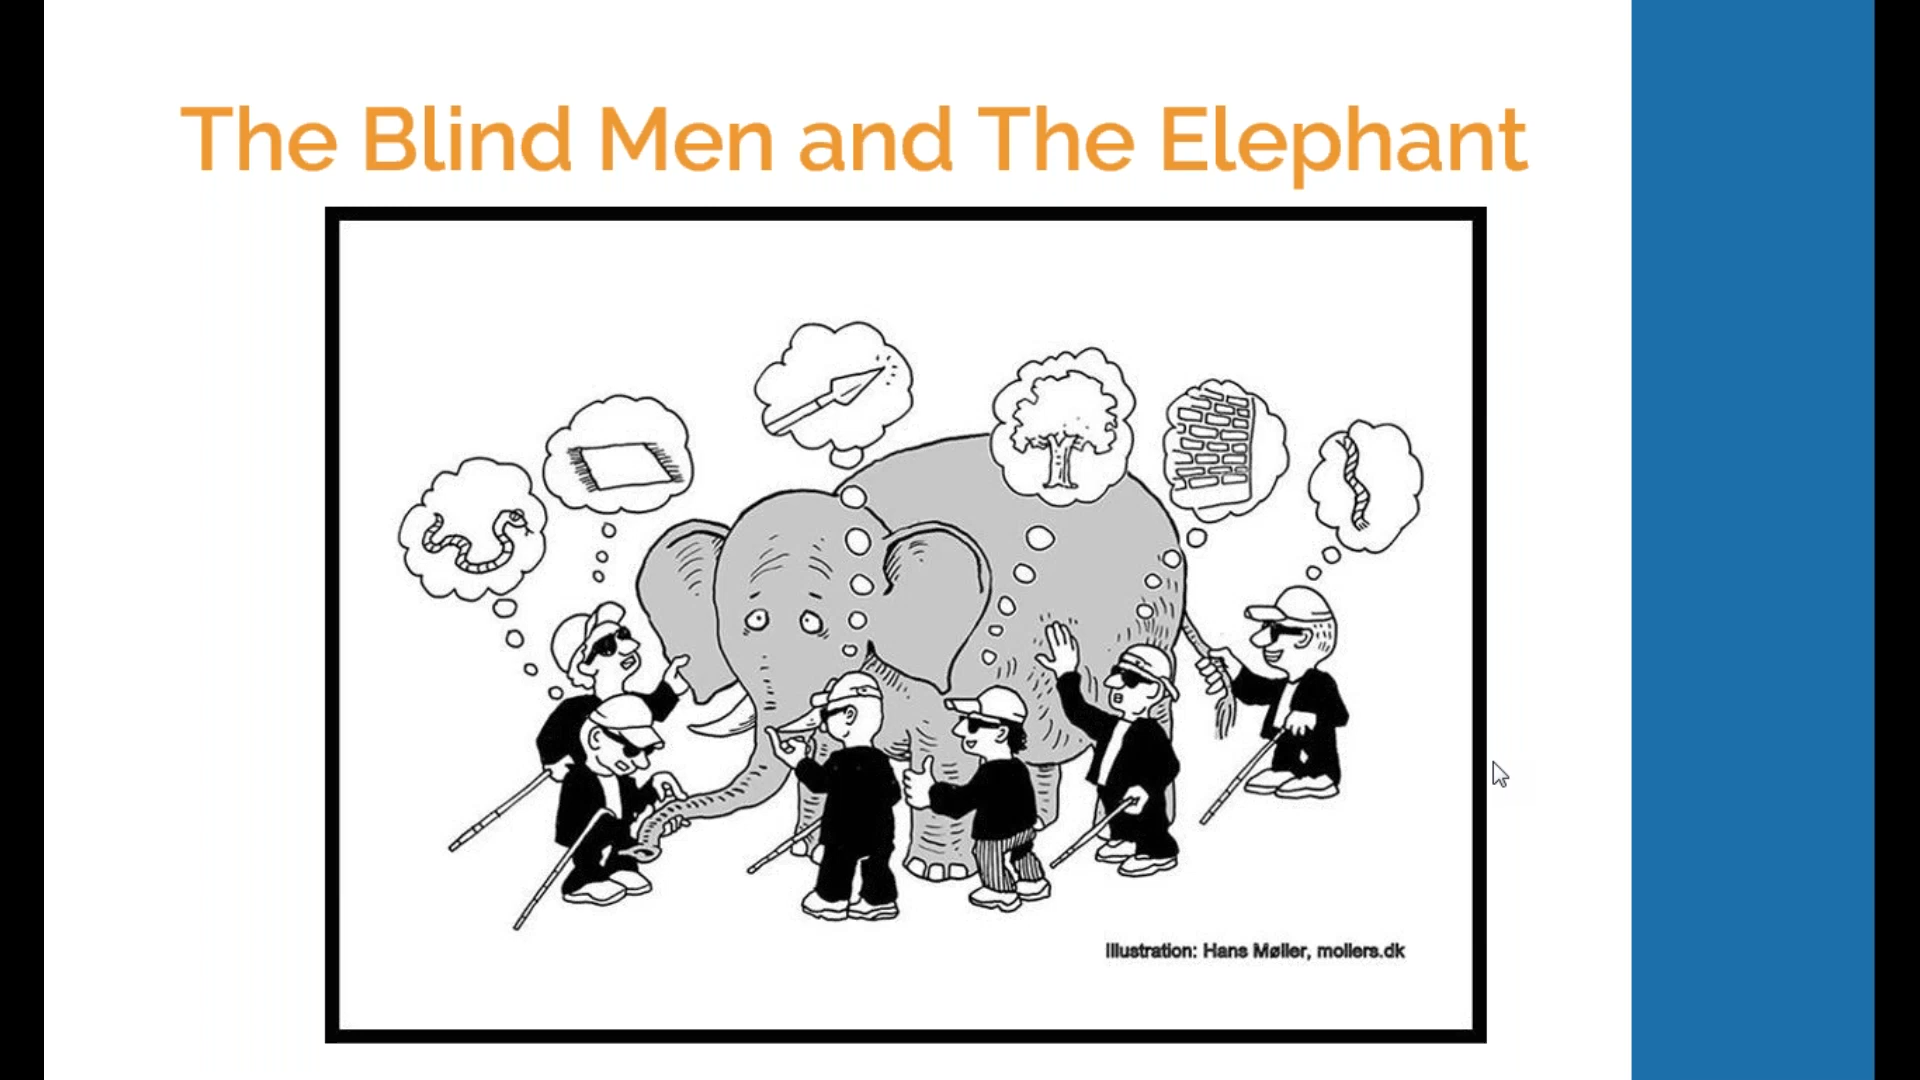 The Blind Men and The Elephant
Illustration: Hans Møller, mollers.dk